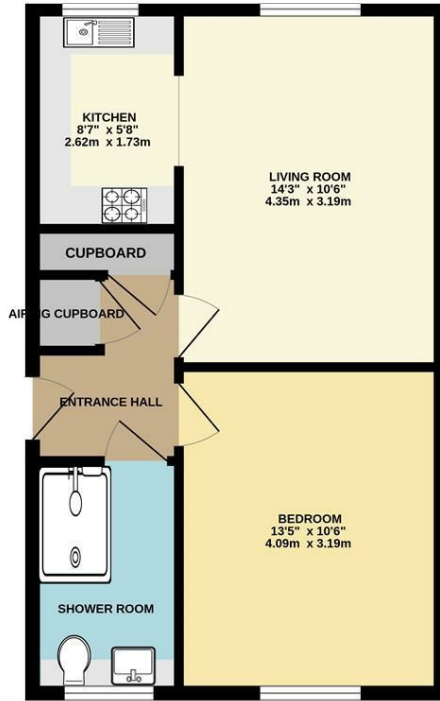 KITCHEN
8'7" x 5'8"
2.62m x 1.73m
LIVING ROOM
14'3" x 10'6"
4.35m x 3.19m
CUPBOARD
AIRING CUPBOARD
ENTRANCE HALL
BEDROOM
13'5" x 10'6"
4.09m x 3.19m
SHOWER ROOM